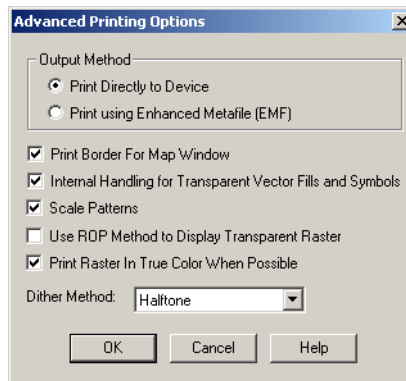 Advanced Printing Options
Output Method
Print Directly to Device
Print using Enhanced Metafile (EMF)
Print Border For Map Window
Internal Handling for Transparent Vector Fills and Symbols
Scale Patterns
Use ROP Method to Display Transparent Raster
Print Raster In True Color When Possible
Dither Method: Halftone
OK Cancel Help